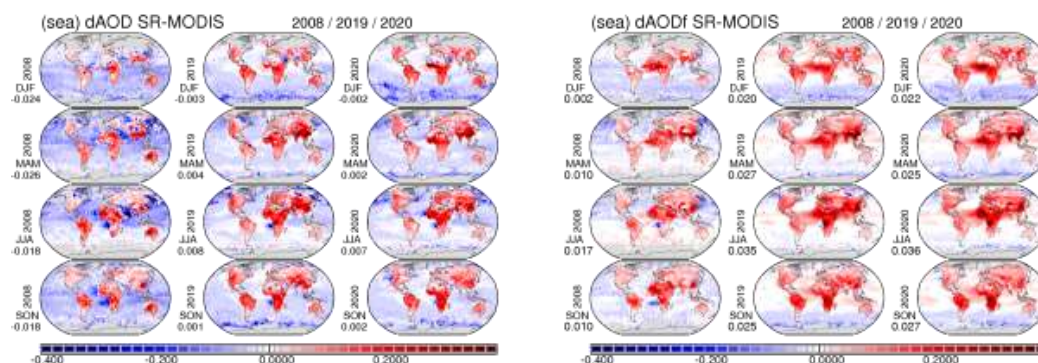 (sea) dAOD SR-MODIS 2008 / 2019 / 2020
DJF 2008 -0.024
DJF 2019 -0.003
DJF 2020 -0.002
MAM 2008 -0.026
MAM 2019 0.004
MAM 2020 0.002
JJA 2008 -0.018
JJA 2019 0.008
JJA 2020 0.007
SON 2008 -0.018
SON 2019 0.001
SON 2020 0.002
-0.400 0.0000 0.2000
(sea) dAODf SR-MODIS 2008 / 2019 / 2020
DJF 2008 0.002
DJF 2019 0.020
DJF 2020 0.022
MAM 2008 0.010
MAM 2019 0.027
MAM 2020 0.025
JJA 2008 0.017
JJA 2019 0.035
JJA 2020 0.036
SON 2008 0.010
SON 2019 0.025
SON 2020 0.027
-0.400 0.0000 0.2000